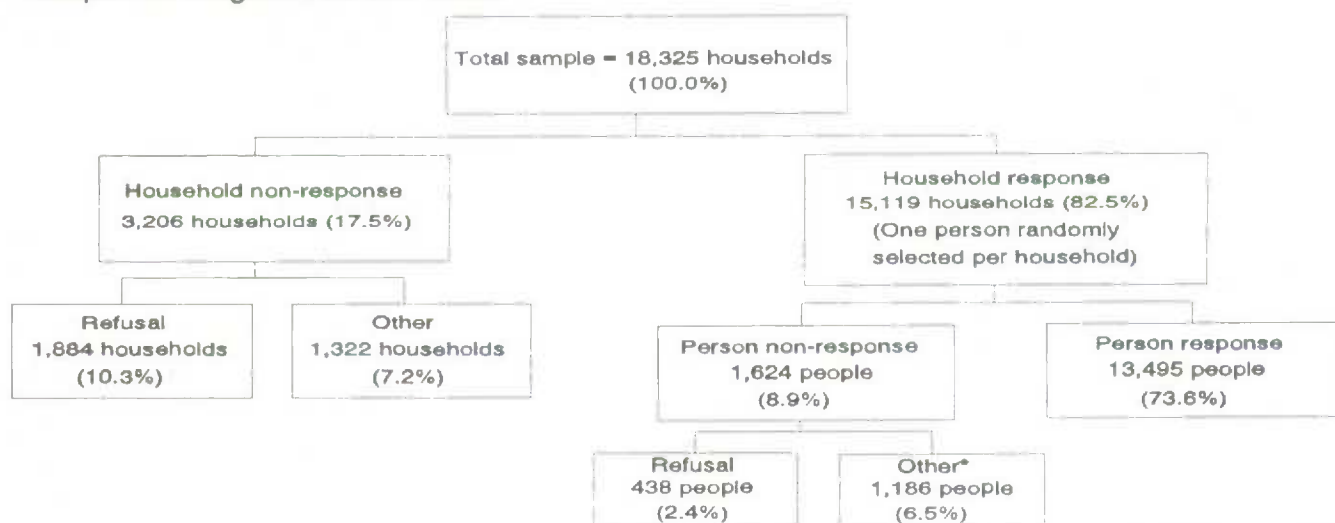 Total sample = 18,325 households
(100.0%)
Household non-response
3,206 households (17.5%)
Household response
15,119 households (82.5%)
(One person randomly
selected per household)
Refusal
1,884 households
(10.3%)
Other
1,322 households
(7.2%)
Person non-response
1,624 people
(8.9%)
Person response
13,495 people
(73.6%)
Refusal
438 people
(2.4%)
Other*
1,186 people
(6.5%)